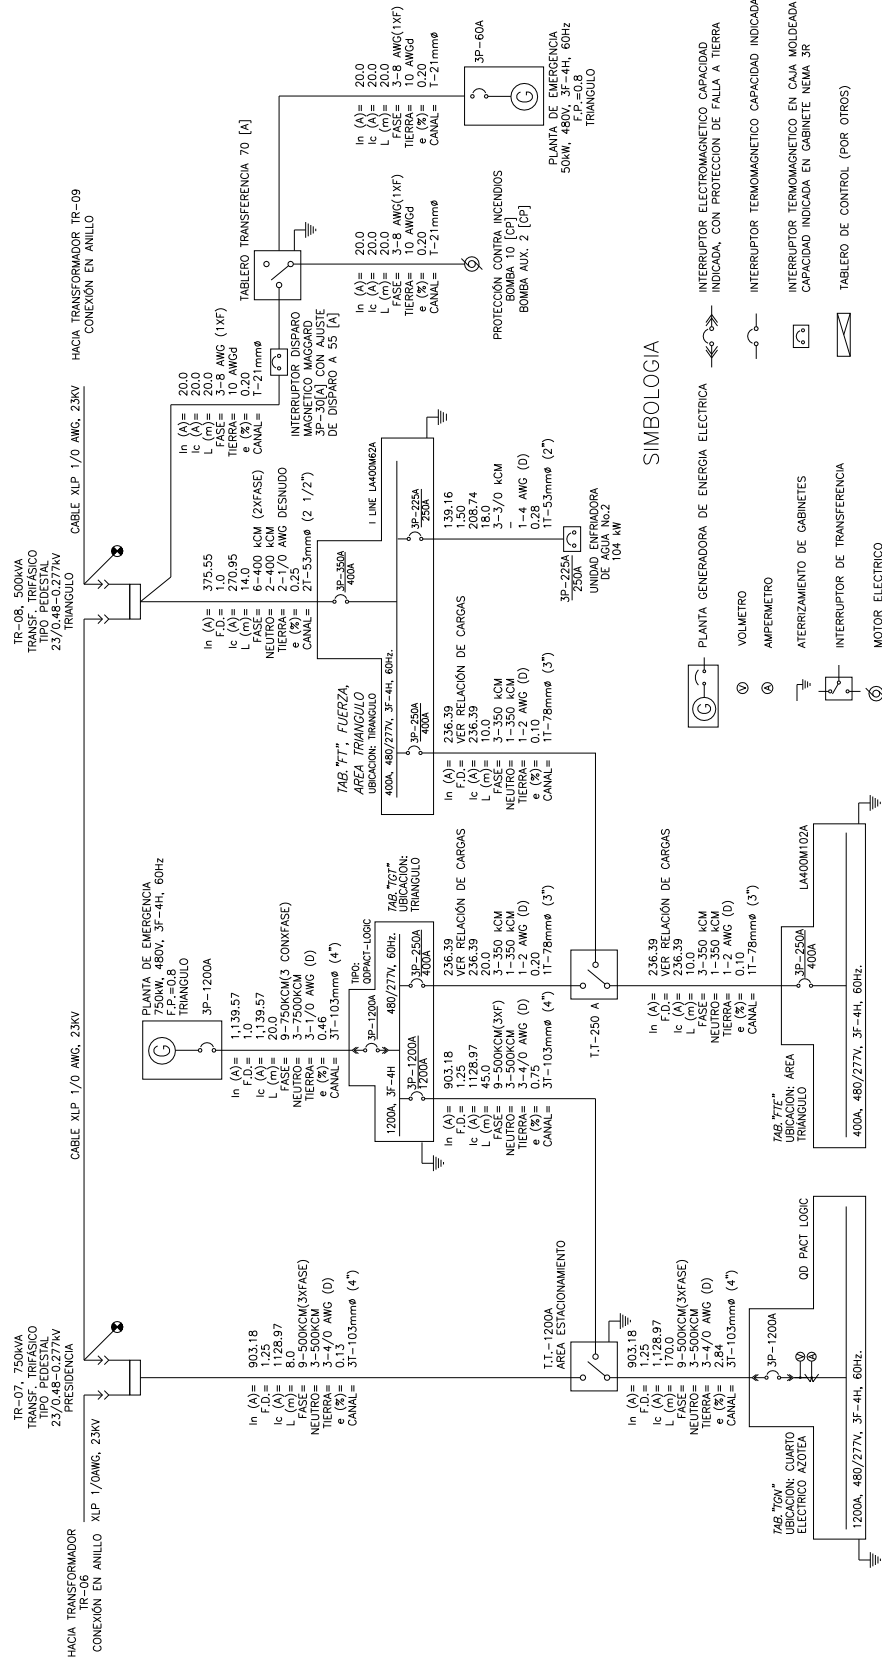 HACIA TRANSFORMADOR
TR-06
CONEXIÓN EN ANILLO XLP 1/0AWG, 23KV
TR-07, 750kVA
TRANSF. TRIFÁSICO
TIPO PEDESTAL
23/0.48-0.277kV
PRESIDENCIA
CABLE XLP 1/0 AWG, 23KV
TR-08, 500kVA
TRANSF. TRIFÁSICO
TIPO PEDESTAL
23/0.48-0.277kV
TRIANGULO
CABLE XLP 1/0 AWG, 23KV
HACIA TRANSFORMADOR TR-09
CONEXIÓN EN ANILLO
In (A)= 903.18
F.D.= 1.25
Ic (A)= 1128.97
L (m)= 8.0
FASE= 9-500KCM(3XFASE)
NEUTRO= 3-500KCM
TIERRA= 3-4/0 AWG (D)
e (%)= 0.13
CANAL= 3T-103mmø (4")
T.T.-1200A
AREA ESTACIONAMIENTO
In (A)= 903.18
F.D.= 1.25
Ic (A)= 1,128.97
L (m)= 170.0
FASE= 9-500KCM(3XFASE)
NEUTRO= 3-500KCM
TIERRA= 3-4/0 AWG (D)
e (%)= 2.84
CANAL= 3T-103mmø (4")
TAB. "TGN"
UBICACION: CUARTO
ELECTRICO AZOTEA
3P-1200A
V
A
QD PACT LOGIC
1200A, 480/277V, 3F-4H, 60Hz.
PLANTA DE EMERGENCIA
750kW, 480V, 3F-4H, 60Hz
F.P.=0.8
TRIANGULO
G
3P-1200A
In (A)= 1,139.57
F.D.= 1.0
Ic (A)= 1,139.57
L (m)= 20.0
FASE= 9-750KCM(3 CONXFASE)
NEUTRO= 3-7500KCM
TIERRA= 3-1/0 AWG (D)
e (%)= 0.46
CANAL= 3T-103mmø (4")
TIPO:
QDPACT-LOGIC
3P-1200A
TAB. "TGT"
UBICACION:
TRIANGULO
1200A, 3F-4H
480/277V, 60Hz.
3P-1200A
1200A
3P-250A
400A
In (A)= 903.18
F.D.= 1.25
Ic (A)= 1128.97
L (m)= 45.0
FASE= 9-500KCM(3XF)
NEUTRO= 3-500KCM
TIERRA= 3-4/0 AWG (D)
e (%)= 0.75
CANAL= 3T-103mmø (4")
236.39
VER RELACIÓN DE CARGAS
236.39
20.0
3-350 kCM
1-350 kCM
1-2 AWG (D)
0.20
1T-78mmø (3")
T.T-250 A
In (A)= 236.39
F.D.= VER RELACIÓN DE CARGAS
Ic (A)= 236.39
L (m)= 10.0
FASE= 3-350 kCM
NEUTRO= 1-350 kCM
TIERRA= 1-2 AWG (D)
e (%)= 0.10
CANAL= 1T-78mmø (3")
TAB. "FTE"
UBICACION: ÁREA
TRIÁNGULO
3P-250A
400A
LA400M102A
400A, 480/277V, 3F-4H, 60Hz.
In (A)= 375.55
F.D.= 1.0
Ic (A)= 270.95
L (m)= 14.0
FASE= 6-400 kCM (2XFASE)
NEUTRO= 2-400 kCM
TIERRA= 2-1/0 AWG DESNUDO
e (%)= 0.25
CANAL= 2T-53mmø (2 1/2")
3P-350A
400A
I LINE LA400M62A
TAB. "FT", FUERZA,
AREA TRIANGULO
UBICACION: TIRANGULO
400A, 480/277V, 3F-4H, 60Hz.
3P-250A
400A
3P-225A
250A
In (A)= 236.39
F.D.= VER RELACIÓN DE CARGAS
Ic (A)= 236.39
L (m)= 10.0
FASE= 3-350 kCM
NEUTRO= 1-350 kCM
TIERRA= 1-2 AWG (D)
e (%)= 0.10
CANAL= 1T-78mmø (3")
139.16
1.50
208.74
18.0
3-3/0 kCM
-
1-4 AWG (D)
0.28
1T-53mmø (2")
3P-225A
250A
UNIDAD ENFRIADORA
DE AGUA No.2
104 kW
In (A)= 20.0
Ic (A)= 20.0
L (m)= 20.0
FASE= 3-8 AWG (1XF)
TIERRA= 10 AWGd
e (%)= 0.20
CANAL= T-21mmø
INTERRUPTOR DISPARO
MAGNETICO MAGGARD
3P-30[A] CON AJUSTE
DE DISPARO A 55 [A]
TABLERO TRANSFERENCIA 70 [A]
In (A)= 20.0
Ic (A)= 20.0
L (m)= 20.0
FASE= 3-8 AWG(1XF)
TIERRA= 10 AWGd
e (%)= 0.20
CANAL= T-21mmø
PROTECCIÓN CONTRA INCENDIOS
BOMBA 10 [CP]
BOMBA AUX. 2 [CP]
In (A)= 20.0
Ic (A)= 20.0
L (m)= 20.0
FASE= 3-8 AWG(1XF)
TIERRA= 10 AWGd
e (%)= 0.20
CANAL= T-21mmø
3P-60A
G
PLANTA DE EMERGENCIA
50kW, 480V, 3F-4H, 60Hz
F.P.=0.8
TRIANGULO
SIMBOLOGIA
G
PLANTA GENERADORA DE ENERGIA ELECTRICA
V
VOLMETRO
A
AMPERMETRO
ATERRIZAMIENTO DE GABINETES
INTERRUPTOR DE TRANSFERENCIA
MOTOR ELECTRICO
INTERRUPTOR ELECTROMAGNETICO CAPACIDAD
INDICADA, CON PROTECCION DE FALLA A TIERRA
INTERRUPTOR TERMOMAGNETICO CAPACIDAD INDICADA
INTERRUPTOR TERMOMAGNETICO EN CAJA MOLDEADA
CAPACIDAD INDICADA EN GABINETE NEMA 3R
TABLERO DE CONTROL (POR OTROS)